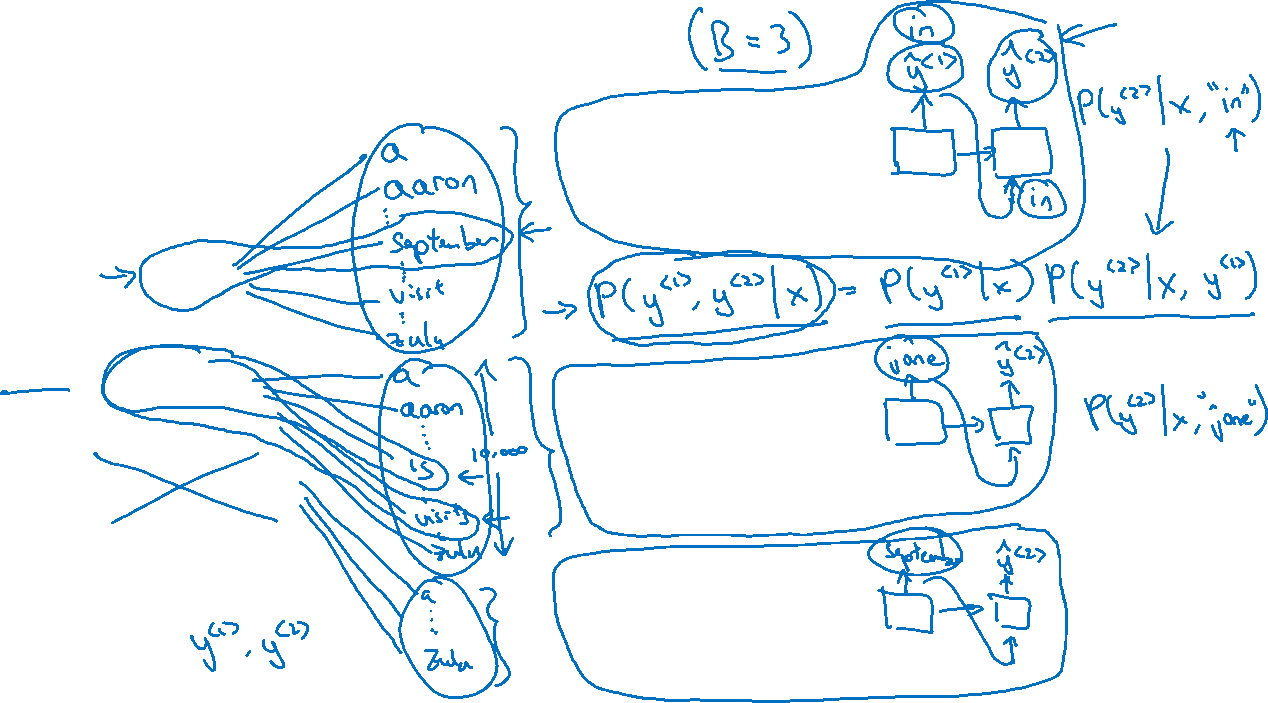 (B = 3)
in
ŷ<1>
ŷ<2>
P(y<2> | x, "in")
in
a
aaron
⋮
September
⋮
visit
⋮
zulu
P(y<1>, y<2> | x) = P(y<1> | x) P(y<2> | x, y<1>)
a
aaron
⋮
is
10,000
visits
zulu
jane
ŷ<2>
P(y<2> | x, "jane")
September
ŷ<2>
a
⋮
zulu
y<1>, y<2>